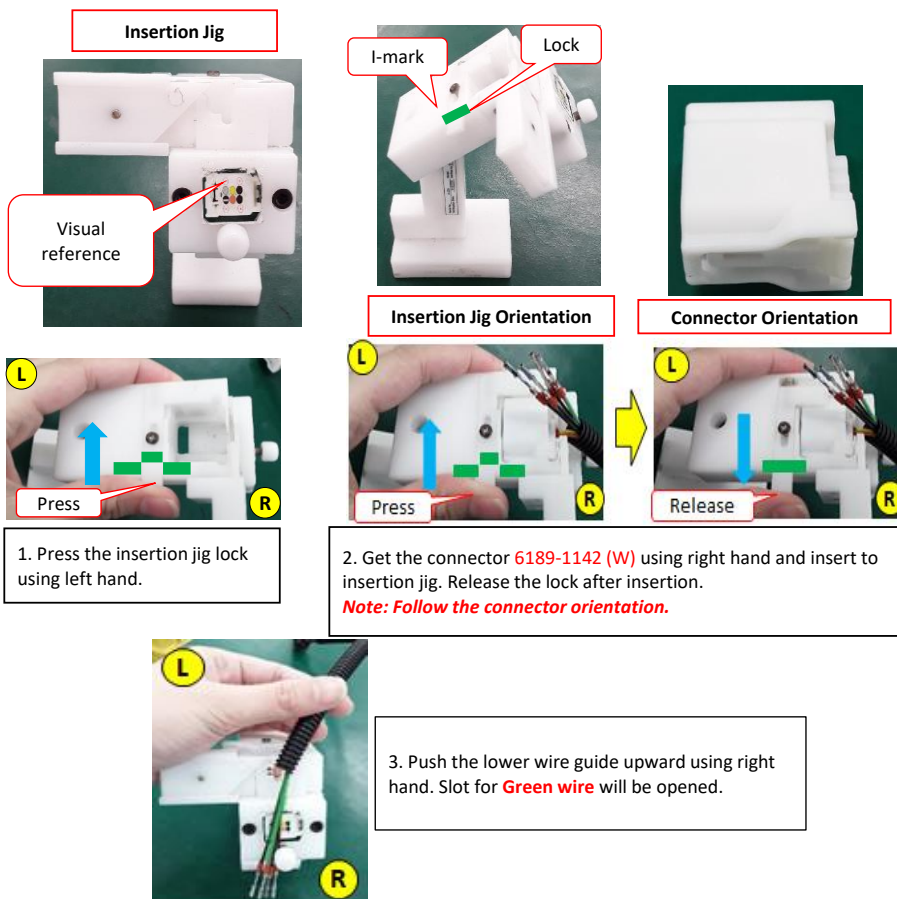 Insertion Jig
I-mark
Lock
Visual
reference
Insertion Jig Orientation
Connector Orientation
L
Press
R
L
Press
L
Release
R
1. Press the insertion jig lock
using left hand.
2. Get the connector 6189-1142 (W) using right hand and insert to
insertion jig. Release the lock after insertion.
Note: Follow the connector orientation.
L
R
3. Push the lower wire guide upward using right
hand. Slot for Green wire will be opened.